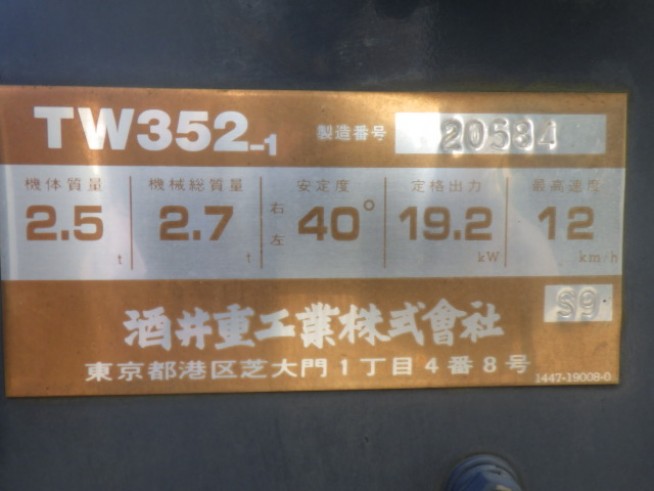 TW352-1 製造番号 20534
機体質量 機械総質量 安定度 定格出力 最高速度
2.5 t 2.7 t 右 左 40° 19.2 kW 12 km/h
S9
酒井重工業株式會社
東京都港区芝大門1丁目4番8号
1447-19008-0